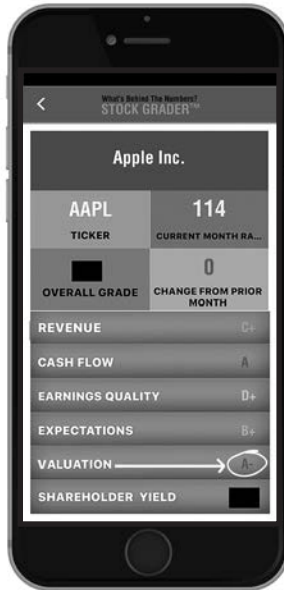 What's Behind The Numbers?
STOCK GRADER™
Apple Inc.
AAPL
TICKER
114
CURRENT MONTH RA...
OVERALL GRADE
0
CHANGE FROM PRIOR
MONTH
REVENUE C+
CASH FLOW A
EARNINGS QUALITY D+
EXPECTATIONS B+
VALUATION A-
SHAREHOLDER YIELD